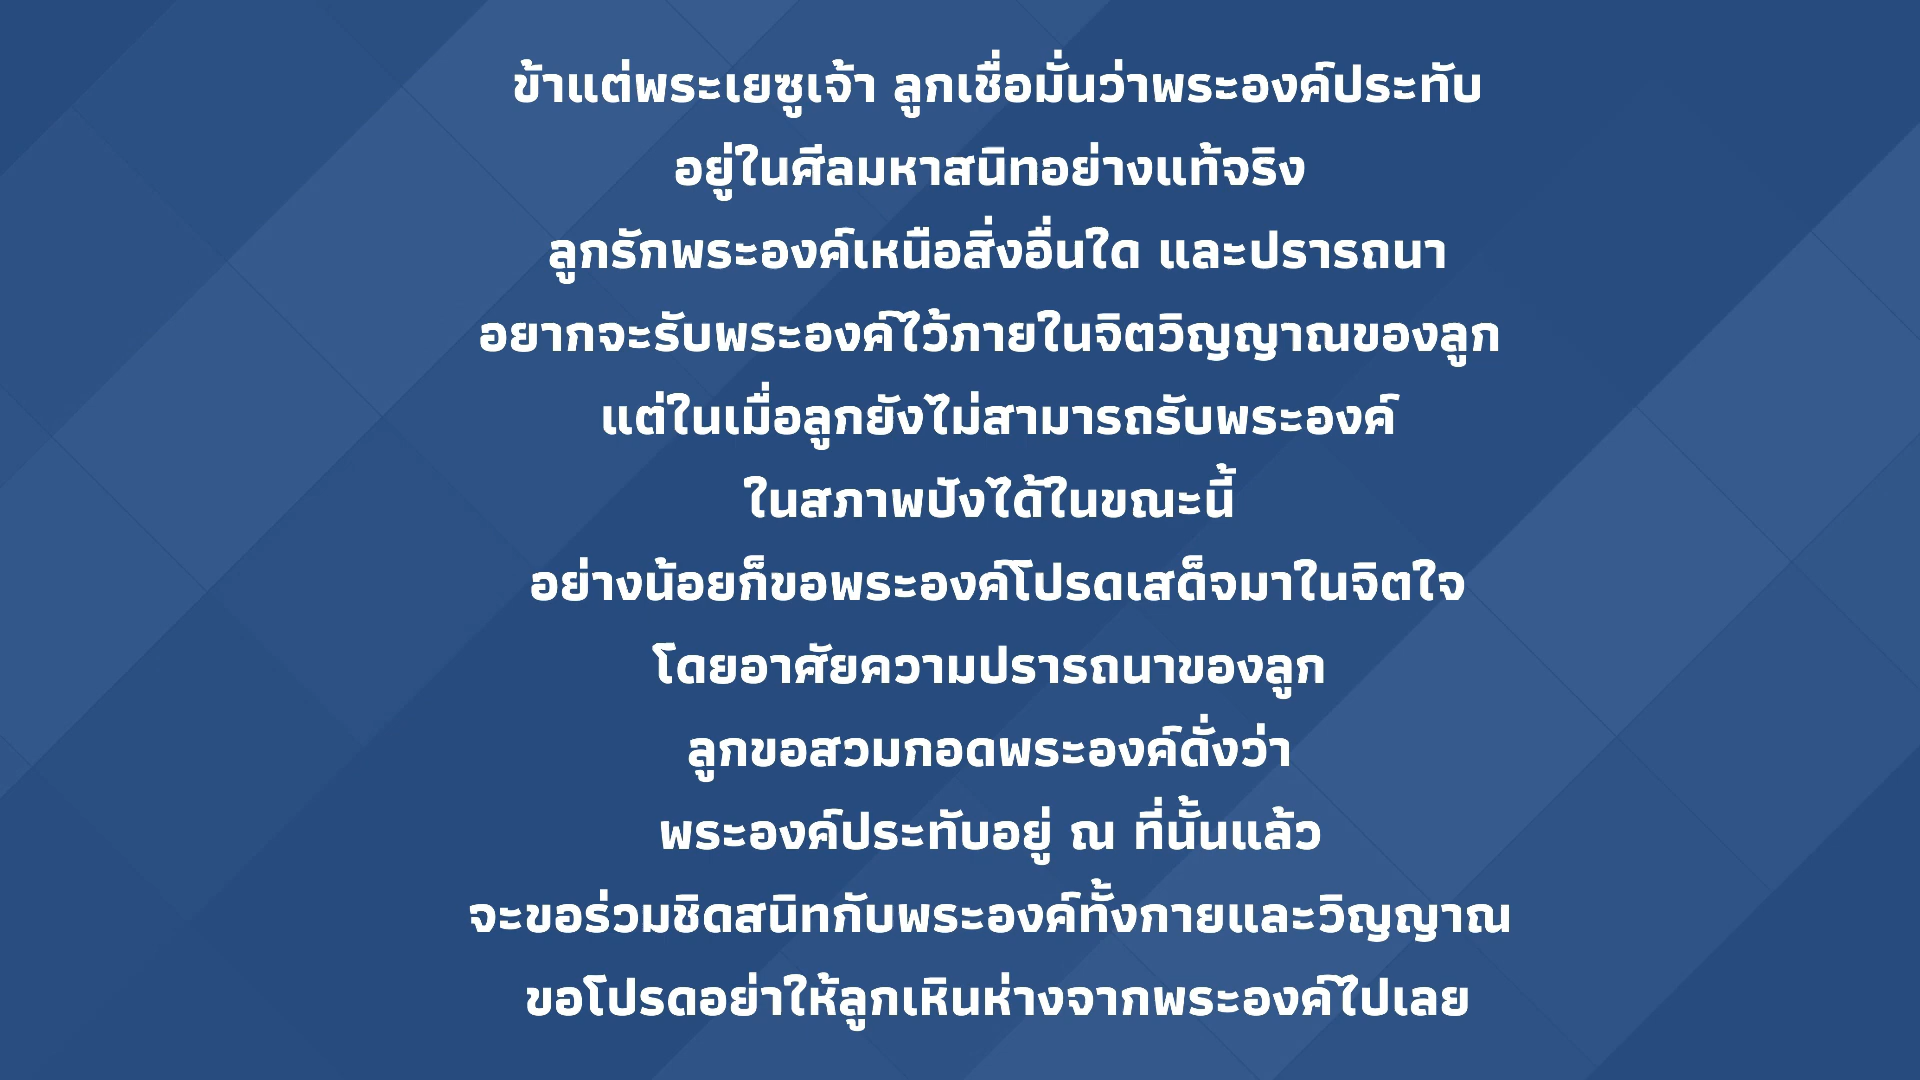 ข้าแต่พระเยซูเจ้า ลูกเชื่อมั่นว่าพระองค์ประทับ
อยู่ในศีลมหาสนิทอย่างแท้จริง
ลูกรักพระองค์เหนือสิ่งอื่นใด และปรารถนา
อยากจะรับพระองค์ไว้ภายในจิตวิญญาณของลูก
แต่ในเมื่อลูกยังไม่สามารถรับพระองค์
ในสภาพปังได้ในขณะนี้
อย่างน้อยก็ขอพระองค์โปรดเสด็จมาในจิตใจ
โดยอาศัยความปรารถนาของลูก
ลูกขอสวมกอดพระองค์ดั่งว่า
พระองค์ประทับอยู่ ณ ที่นั้นแล้ว
จะขอร่วมชิดสนิทกับพระองค์ทั้งกายและวิญญาณ
ขอโปรดอย่าให้ลูกเหินห่างจากพระองค์ไปเลย